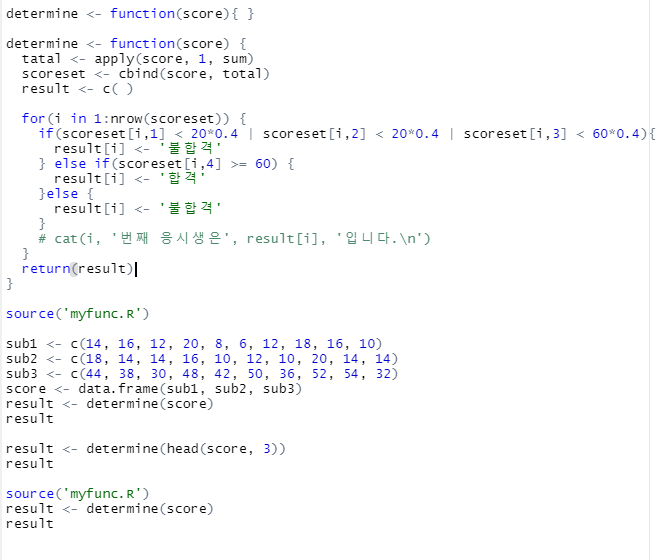 determine <- function(score){ }
determine <- function(score) {
tatal <- apply(score, 1, sum)
scoreset <- cbind(score, total)
result <- c( )
for(i in 1:nrow(scoreset)) {
if(scoreset[i,1] < 20*0.4 | scoreset[i,2] < 20*0.4 | scoreset[i,3] < 60*0.4){
result[i] <- '불합격'
} else if(scoreset[i,4] >= 60) {
result[i] <- '합격'
}else {
result[i] <- '불합격'
}
# cat(i, '번째 응시생은', result[i], '입니다.\n')
}
return(result)
}
source('myfunc.R')
sub1 <- c(14, 16, 12, 20, 8, 6, 12, 18, 16, 10)
sub2 <- c(18, 14, 14, 16, 10, 12, 10, 20, 14, 14)
sub3 <- c(44, 38, 30, 48, 42, 50, 36, 52, 54, 32)
score <- data.frame(sub1, sub2, sub3)
result <- determine(score)
result
result <- determine(head(score, 3))
result
source('myfunc.R')
result <- determine(score)
result